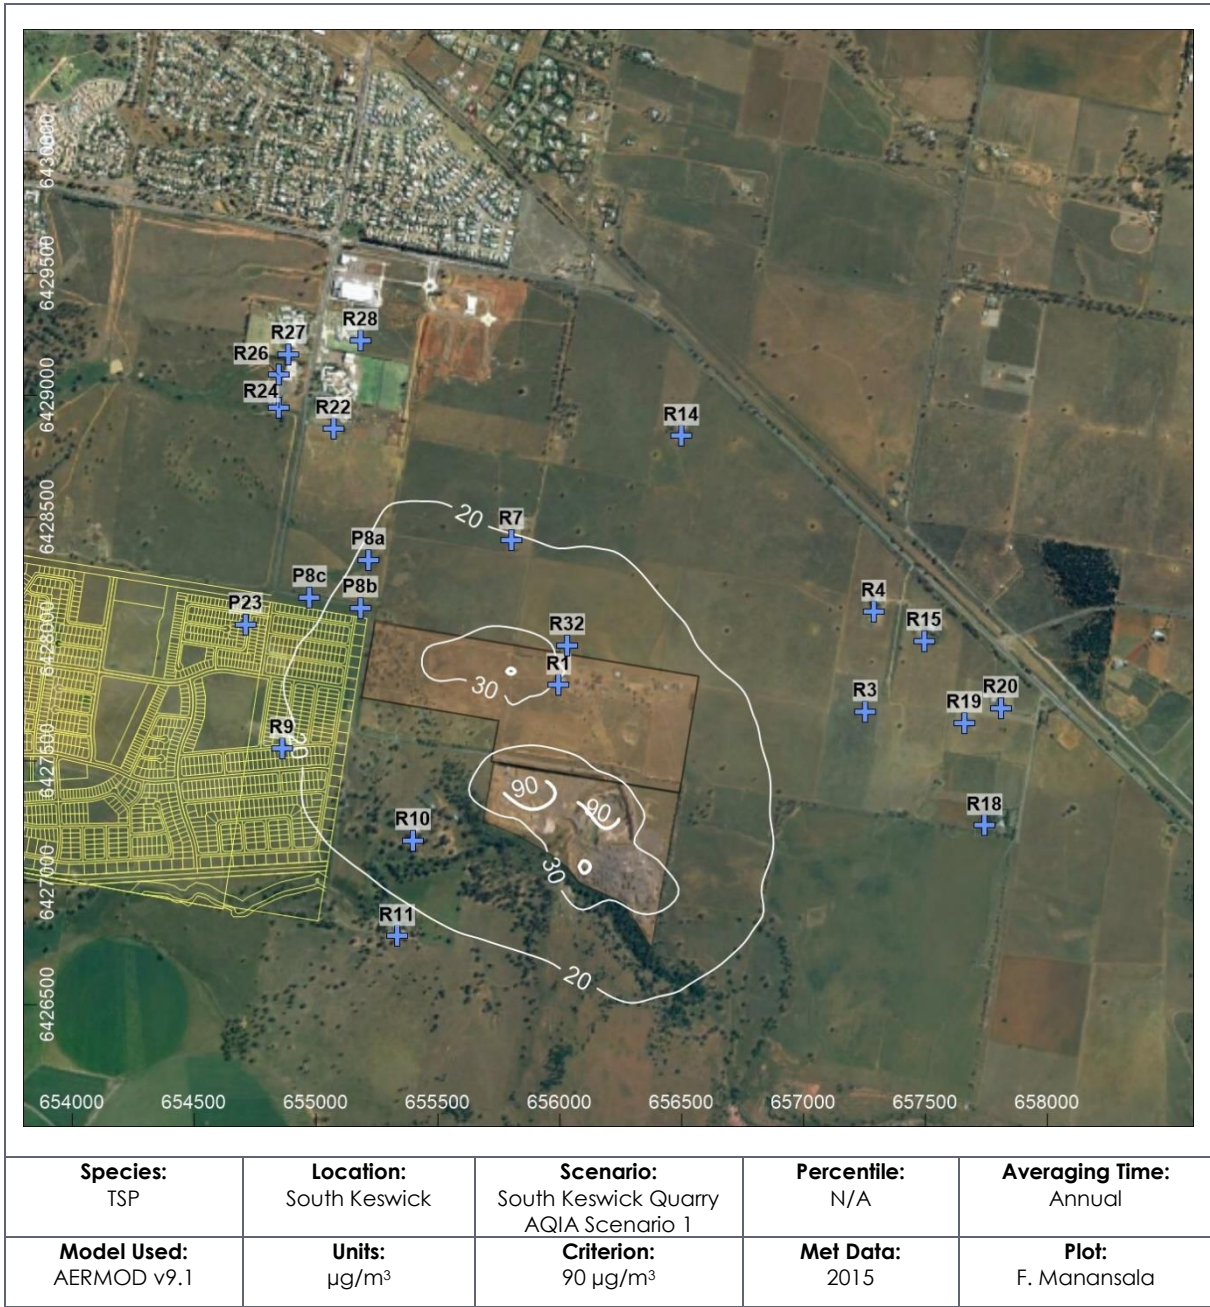 6430000
6429500
R28
R27
R26
R24
R22
6429000
R14
6428500
20
R7
P8a
P8c
P8b
P23
R4
R32
R15
6428000
R1
30
R3
R20
R19
R9
20
6427500
90
90
R10
R18
30
6427000
R11
20
6426500
654000 654500 655000 655500 656000 656500 657000 657500 658000
Species: Location: Scenario: Percentile: Averaging Time:
TSP South Keswick South Keswick Quarry N/A Annual
AQIA Scenario 1
Model Used: Units: Criterion: Met Data: Plot:
AERMOD v9.1 µg/m³ 90 µg/m³ 2015 F. Manansala